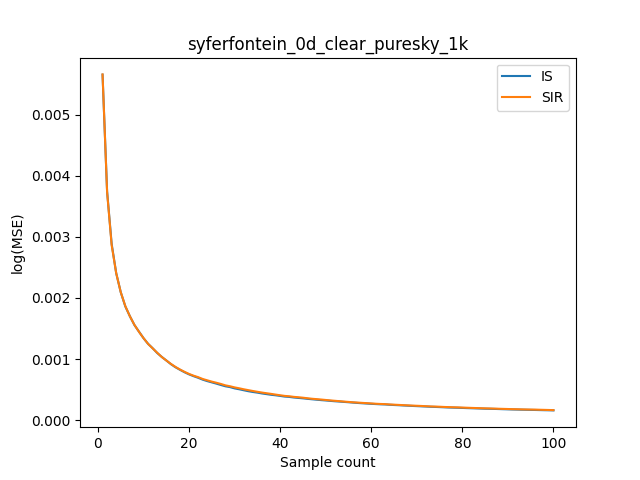 syferfontein_0d_clear_puresky_1k
IS
SIR
log(MSE)
0.005
0.004
0.003
0.002
0.001
0.000
0 20 40 60 80 100
Sample count